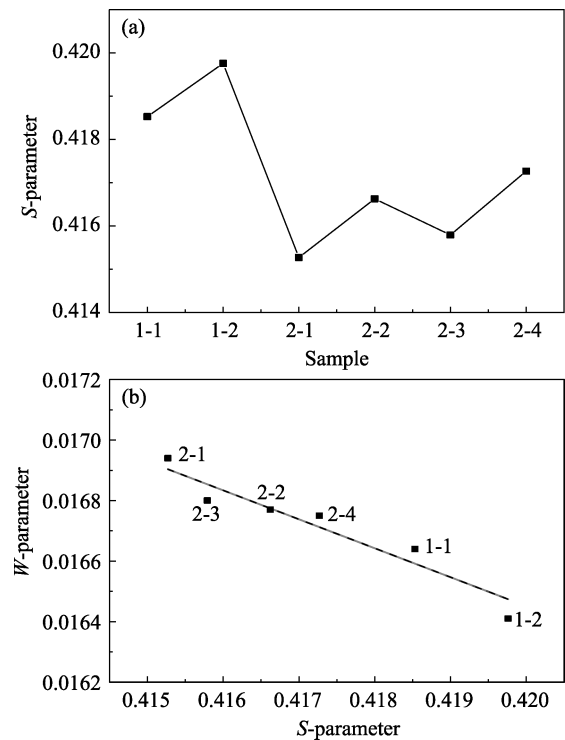 (a)
0.420
0.418
0.416
0.414
S-parameter
1-1 1-2 2-1 2-2 2-3 2-4
Sample
(b)
0.0172
0.0170
0.0168
0.0166
0.0164
0.0162
W-parameter
2-1
2-2
2-3
2-4
1-1
1-2
0.415 0.416 0.417 0.418 0.419 0.420
S-parameter